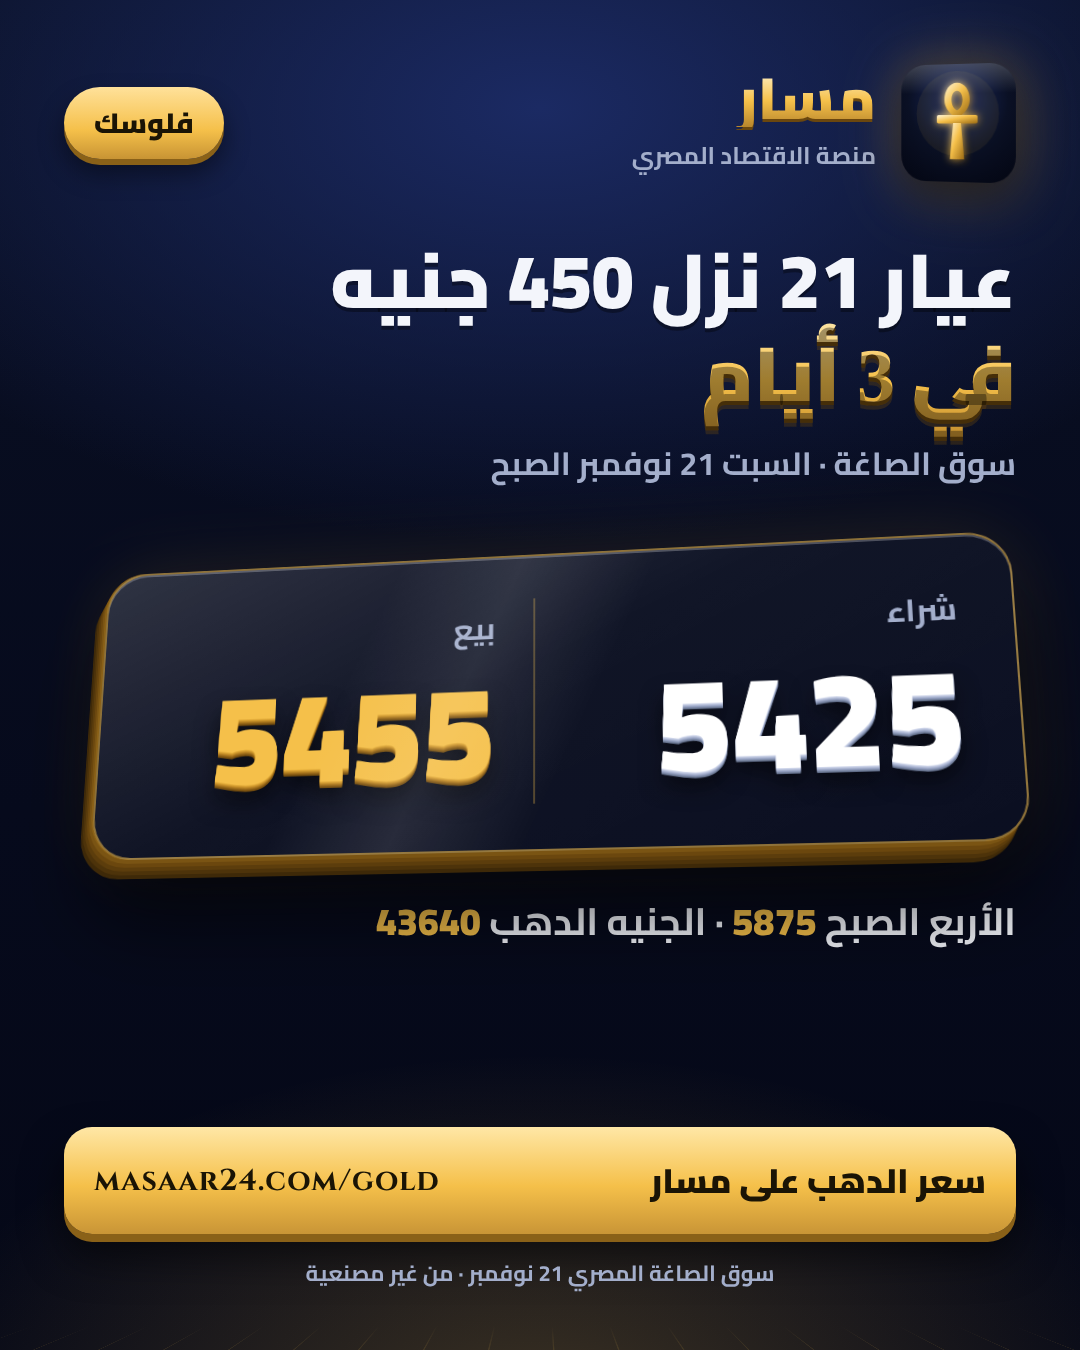 مسار
منصة الاقتصاد المصري
فلوسك
عيار 21 نزل 450 جنيه
في 3 أيام
سوق الصاغة · السبت 21 نوفمبر الصبح
شراء
5425
بيع
5455
الأربع الصبح 5875 · الجنيه الدهب 43640
سعر الدهب على مسار
MASAAR24.COM/GOLD
سوق الصاغة المصري 21 نوفمبر · من غير مصنعية